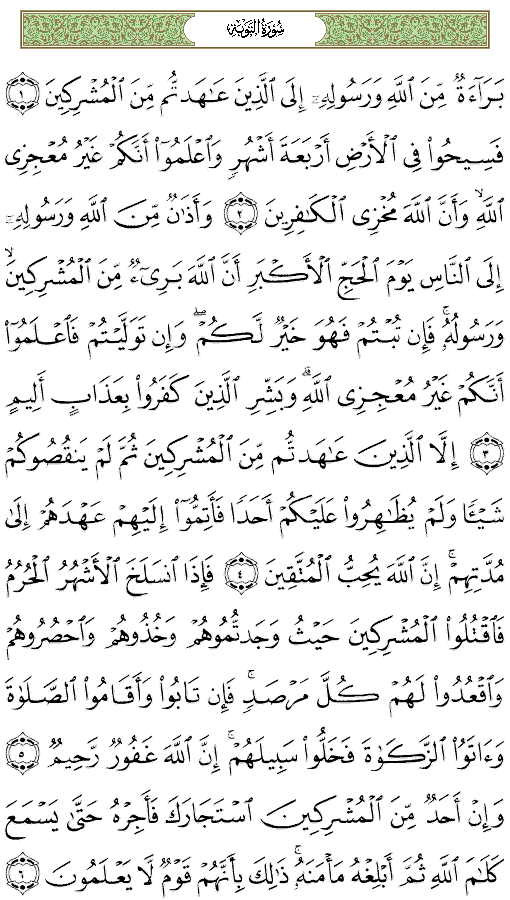 سُورَةُ التَّوْبَةِ
بَرَآءَةٌ مِّنَ ٱللَّهِ وَرَسُولِهِۦٓ إِلَى ٱلَّذِينَ عَٰهَدتُّم مِّنَ ٱلْمُشْرِكِينَ ١
فَسِيحُوا۟ فِى ٱلْأَرْضِ أَرْبَعَةَ أَشْهُرٍ وَٱعْلَمُوٓا۟ أَنَّكُمْ غَيْرُ مُعْجِزِى
ٱللَّهِ ۙ وَأَنَّ ٱللَّهَ مُخْزِى ٱلْكَٰفِرِينَ ٢ وَأَذَٰنٌ مِّنَ ٱللَّهِ وَرَسُولِهِۦٓ
إِلَى ٱلنَّاسِ يَوْمَ ٱلْحَجِّ ٱلْأَكْبَرِ أَنَّ ٱللَّهَ بَرِىٓءٌ مِّنَ ٱلْمُشْرِكِينَ ۙ
وَرَسُولُهُۥ ۚ فَإِن تُبْتُمْ فَهُوَ خَيْرٌ لَّكُمْ ۖ وَإِن تَوَلَّيْتُمْ فَٱعْلَمُوٓا۟
أَنَّكُمْ غَيْرُ مُعْجِزِى ٱللَّهِ ۗ وَبَشِّرِ ٱلَّذِينَ كَفَرُوا۟ بِعَذَابٍ أَلِيمٍ
٣ إِلَّا ٱلَّذِينَ عَٰهَدتُّم مِّنَ ٱلْمُشْرِكِينَ ثُمَّ لَمْ يَنقُصُوكُمْ
شَيْـًٔا وَلَمْ يُظَٰهِرُوا۟ عَلَيْكُمْ أَحَدًا فَأَتِمُّوٓا۟ إِلَيْهِمْ عَهْدَهُمْ إِلَىٰ
مُدَّتِهِمْ ۚ إِنَّ ٱللَّهَ يُحِبُّ ٱلْمُتَّقِينَ ٤ فَإِذَا ٱنسَلَخَ ٱلْأَشْهُرُ ٱلْحُرُمُ
فَٱقْتُلُوا۟ ٱلْمُشْرِكِينَ حَيْثُ وَجَدتُّمُوهُمْ وَخُذُوهُمْ وَٱحْصُرُوهُمْ
وَٱقْعُدُوا۟ لَهُمْ كُلَّ مَرْصَدٍ ۚ فَإِن تَابُوا۟ وَأَقَامُوا۟ ٱلصَّلَوٰةَ
وَءَاتَوُا۟ ٱلزَّكَوٰةَ فَخَلُّوا۟ سَبِيلَهُمْ ۚ إِنَّ ٱللَّهَ غَفُورٌ رَّحِيمٌ ٥
وَإِنْ أَحَدٌ مِّنَ ٱلْمُشْرِكِينَ ٱسْتَجَارَكَ فَأَجِرْهُ حَتَّىٰ يَسْمَعَ
كَلَٰمَ ٱللَّهِ ثُمَّ أَبْلِغْهُ مَأْمَنَهُۥ ۚ ذَٰلِكَ بِأَنَّهُمْ قَوْمٌ لَّا يَعْلَمُونَ ٦